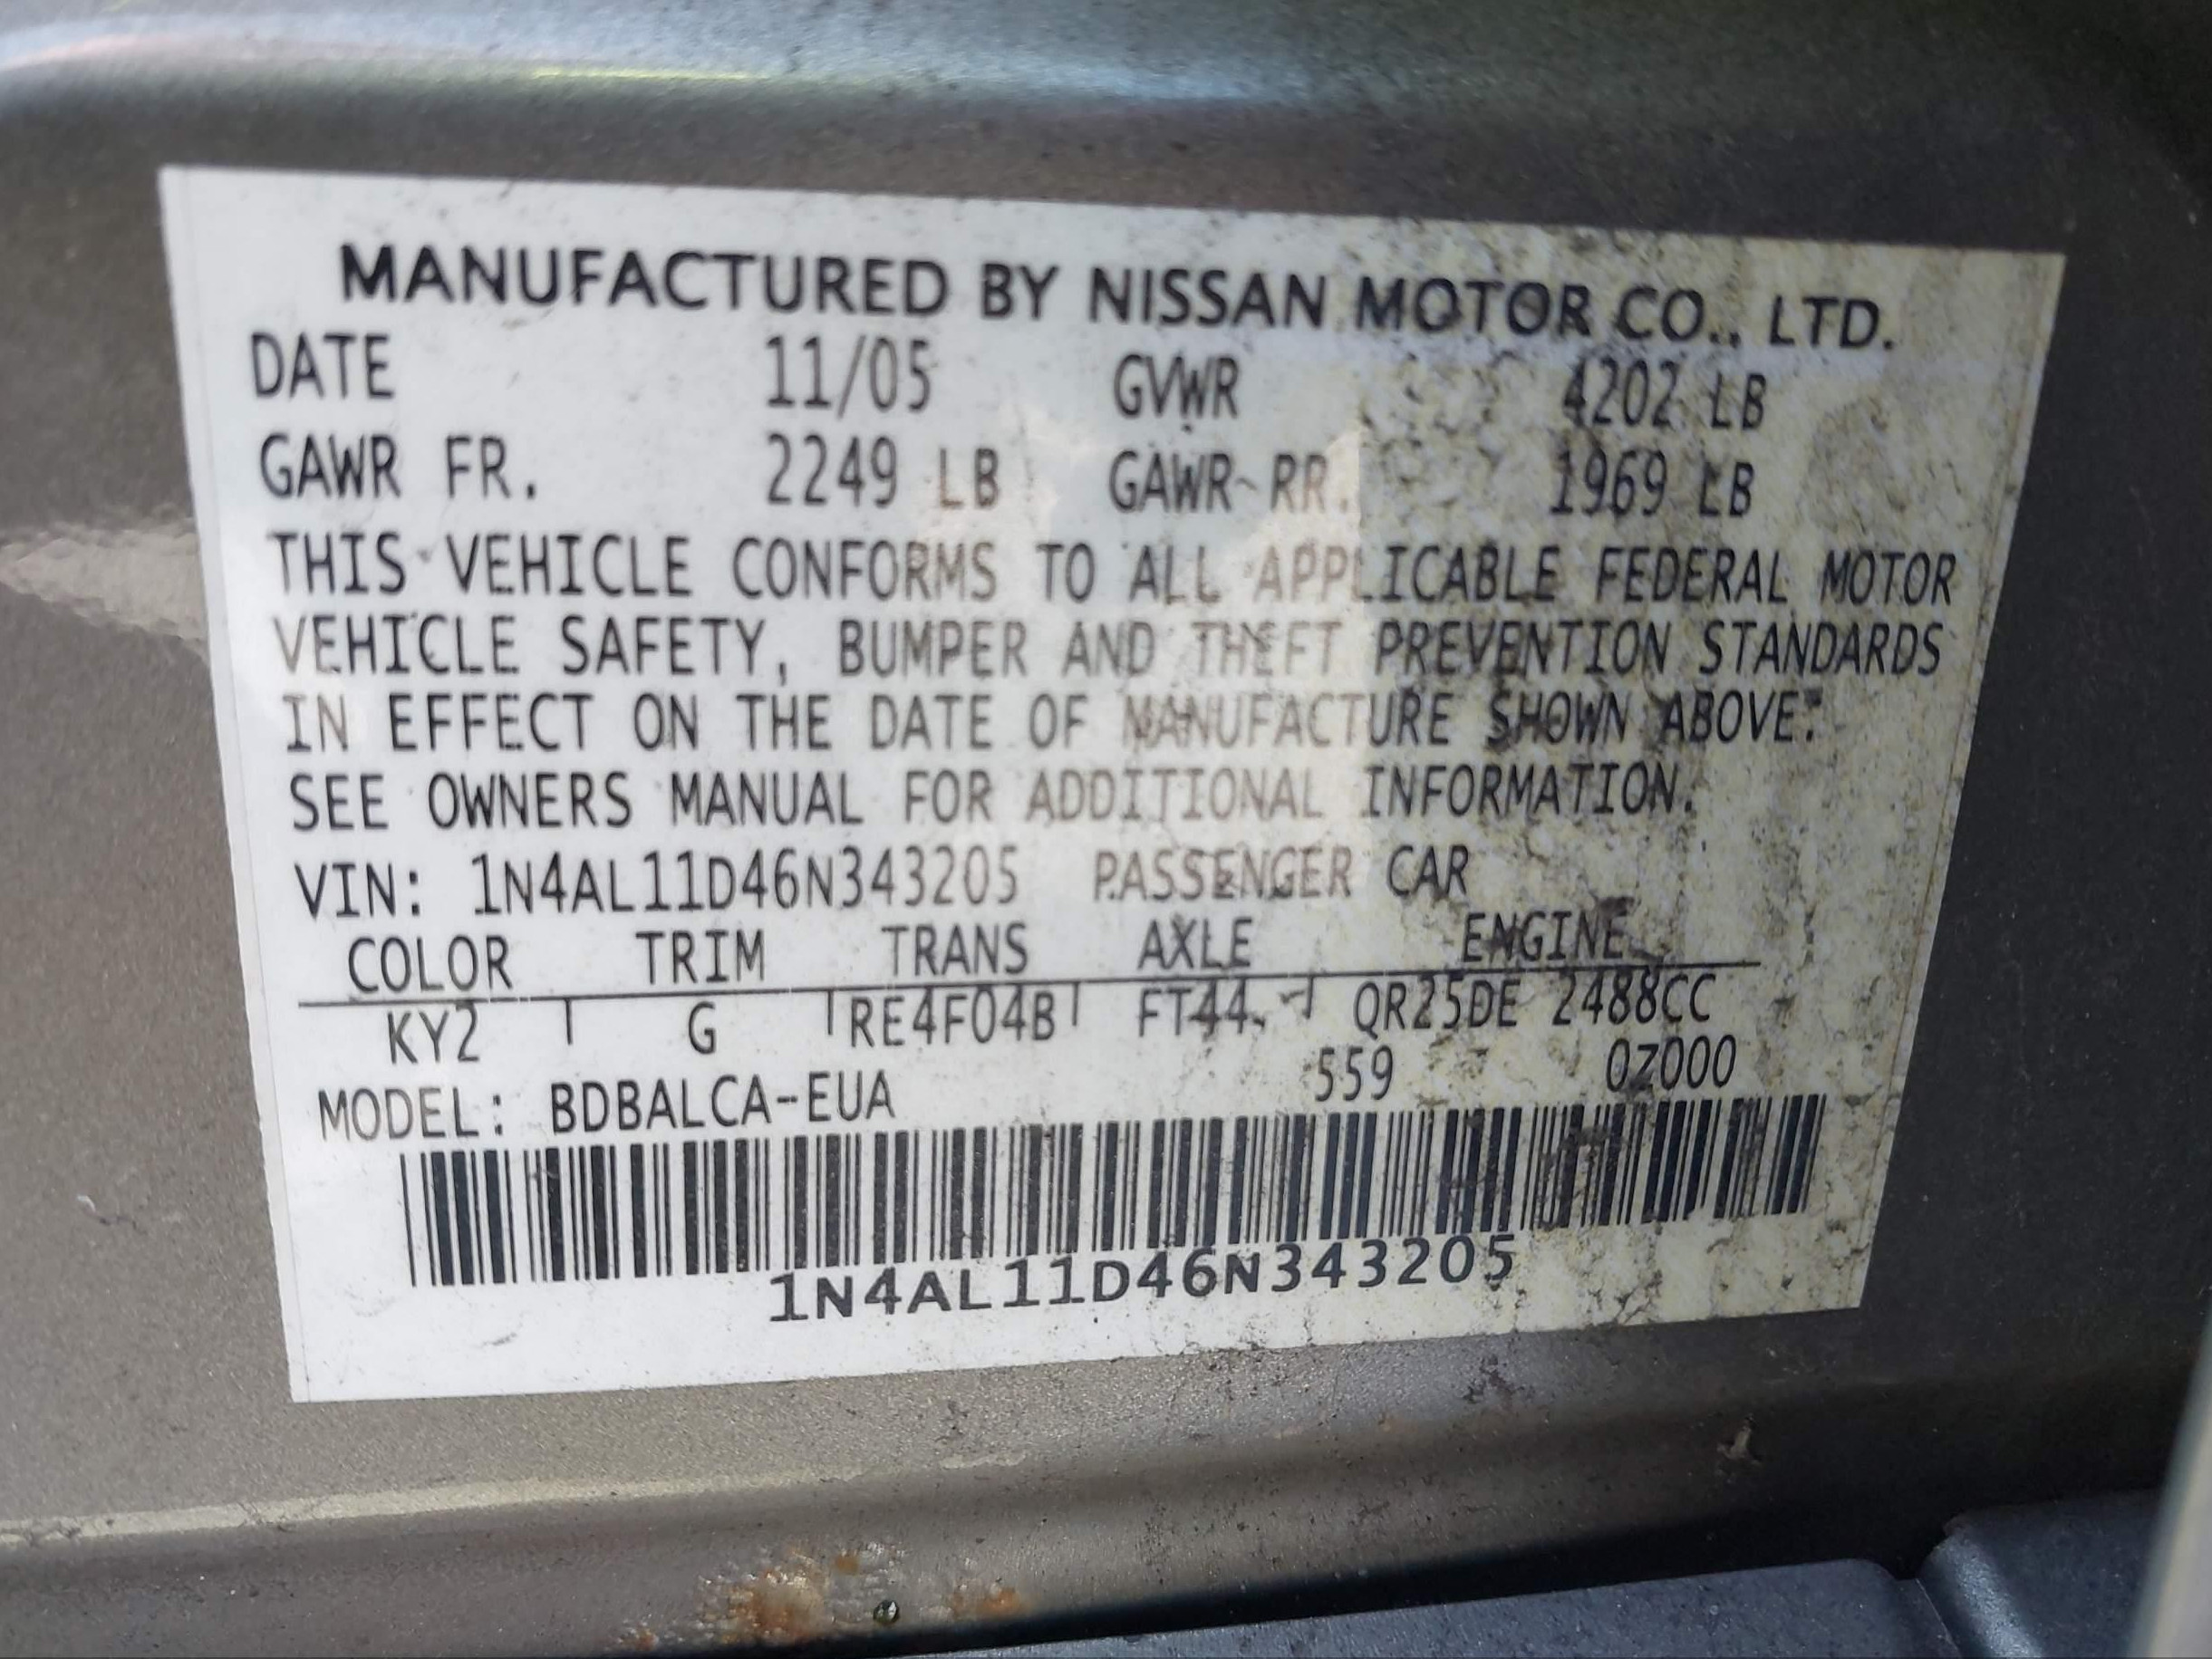 MANUFACTURED BY NISSAN MOTOR CO., LTD.
DATE 11/05 GVWR 4202 LB
GAWR FR. 2249 LB GAWR RR. 1969 LB
THIS VEHICLE CONFORMS TO ALL APPLICABLE FEDERAL MOTOR
VEHICLE SAFETY, BUMPER AND THEFT PREVENTION STANDARDS
IN EFFECT ON THE DATE OF MANUFACTURE SHOWN ABOVE.
SEE OWNERS MANUAL FOR ADDITIONAL INFORMATION.
VIN: 1N4AL11D46N343205 PASSENGER CAR
COLOR TRIM TRANS AXLE ENGINE
KY2 G RE4F04B FT44 QR25DE 2488CC
559 0Z000
MODEL: BDBALCA-EUA
1N4AL11D46N343205